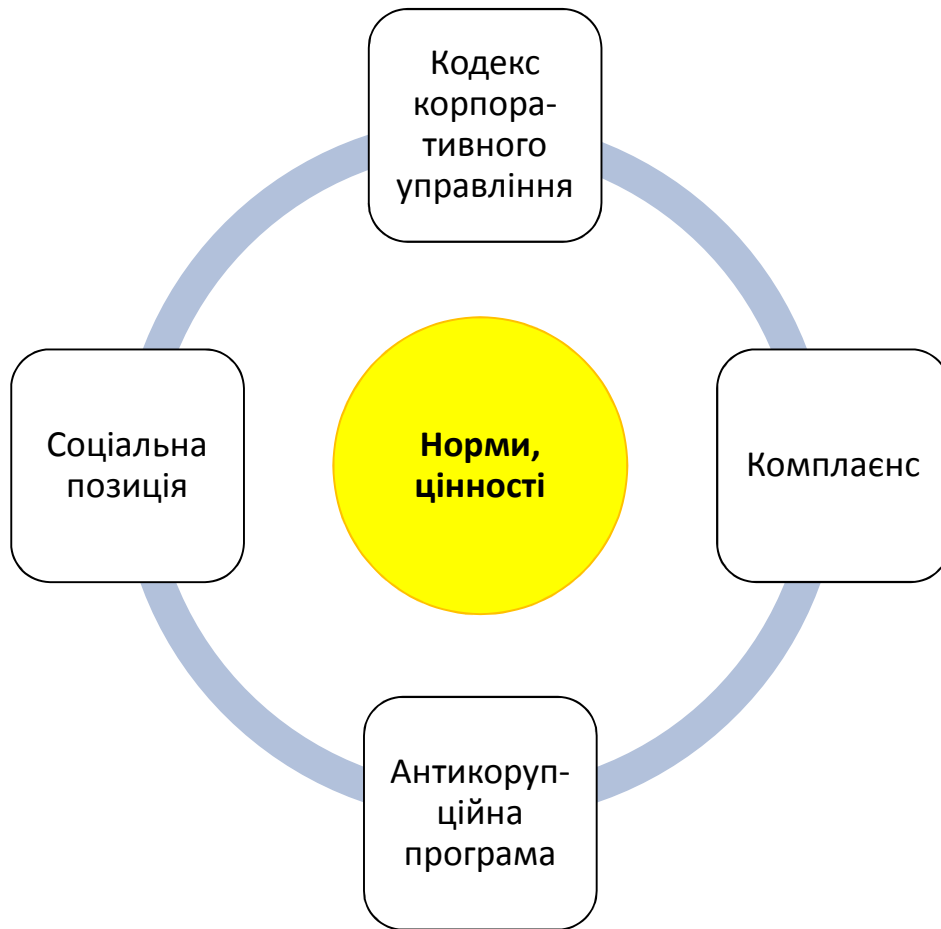 Кодекс
корпора-
тивного
управління
Соціальна
позиція
Норми,
цінності
Комплаєнс
Антикоруп-
ційна
програма